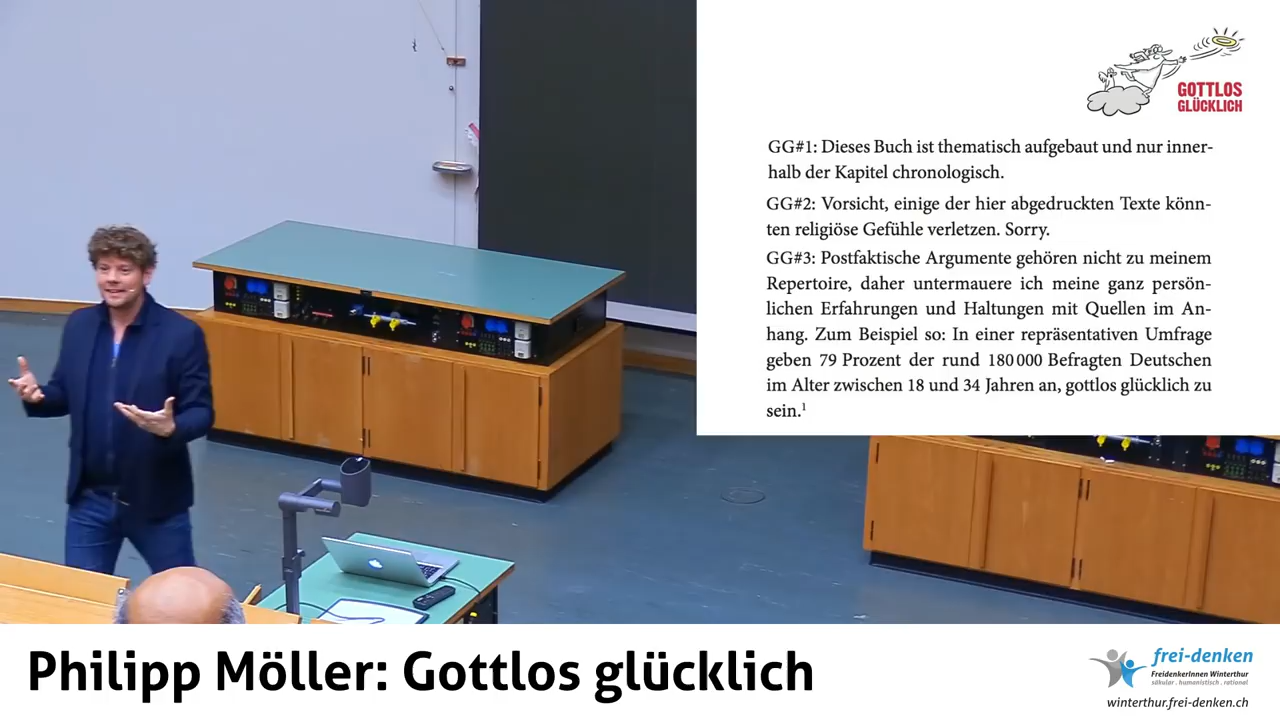 GOTTLOS
GLÜCKLICH
GG#1: Dieses Buch ist thematisch aufgebaut und nur inner-
halb der Kapitel chronologisch.
GG#2: Vorsicht, einige der hier abgedruckten Texte könn-
ten religiöse Gefühle verletzen. Sorry.
GG#3: Postfaktische Argumente gehören nicht zu meinem
Repertoire, daher untermauere ich meine ganz persön-
lichen Erfahrungen und Haltungen mit Quellen im An-
hang. Zum Beispiel so: In einer repräsentativen Umfrage
geben 79 Prozent der rund 180 000 Befragten Deutschen
im Alter zwischen 18 und 34 Jahren an, gottlos glücklich zu
sein.¹
Philipp Möller: Gottlos glücklich
frei-denken
FreidenkerInnen Winterthur
säkular . humanistisch . rational
winterthur.frei-denken.ch